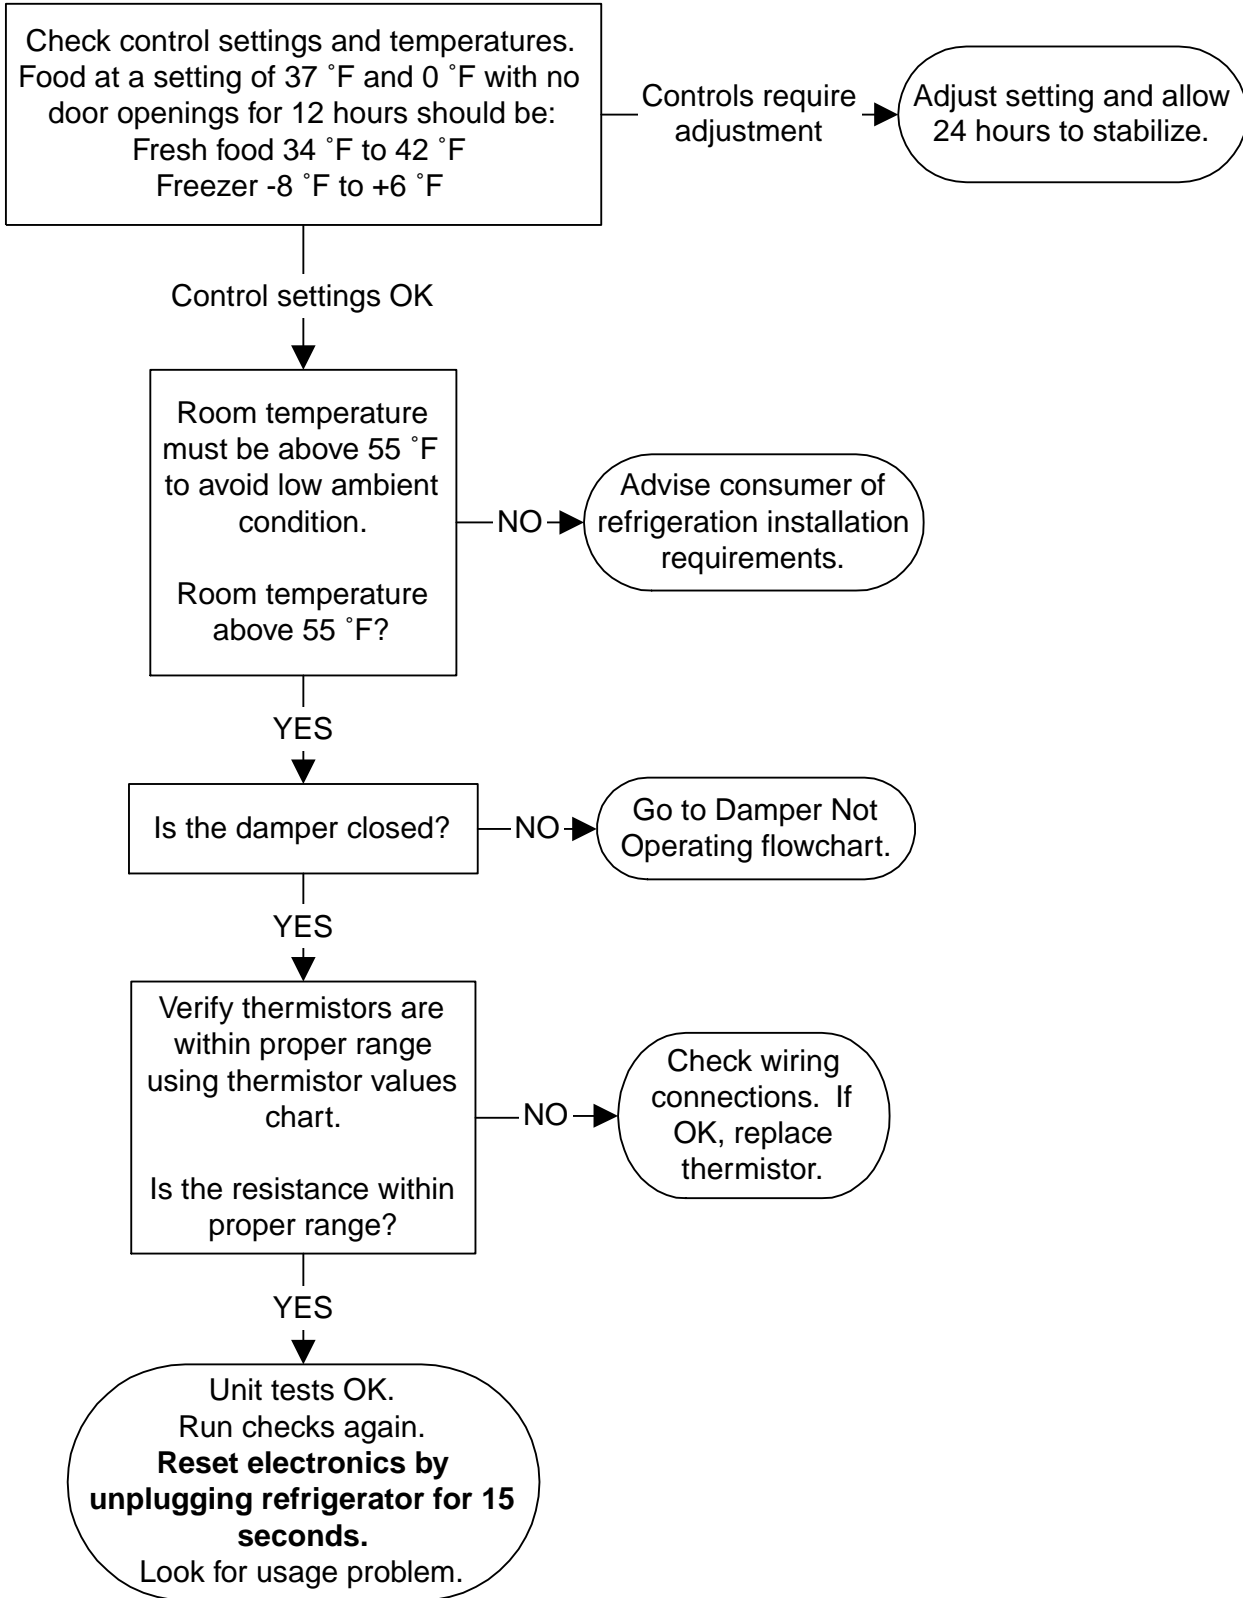 Check control settings and temperatures.
Food at a setting of 37 ˚F and 0 ˚F with no
door openings for 12 hours should be:
Fresh food 34 ˚F to 42 ˚F
Freezer -8 ˚F to +6 ˚F
Controls require
adjustment
Adjust setting and allow
24 hours to stabilize.
Control settings OK
Room temperature
must be above 55 ˚F
to avoid low ambient
condition.
Room temperature
above 55 ˚F?
NO
Advise consumer of
refrigeration installation
requirements.
YES
Is the damper closed?
NO
Go to Damper Not
Operating flowchart.
YES
Verify thermistors are
within proper range
using thermistor values
chart.
Is the resistance within
proper range?
NO
Check wiring
connections.  If
OK, replace
thermistor.
YES
Unit tests OK.
Run checks again.
Reset electronics by
unplugging refrigerator for 15
seconds.
Look for usage problem.